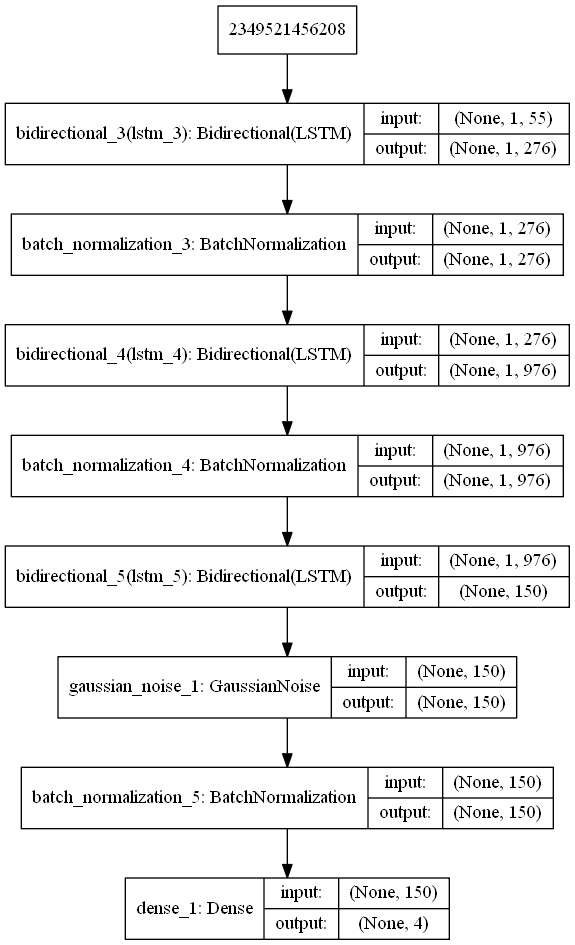 2349521456208
bidirectional_3(lstm_3): Bidirectional(LSTM)
input: (None, 1, 55)
output: (None, 1, 276)
batch_normalization_3: BatchNormalization
input: (None, 1, 276)
output: (None, 1, 276)
bidirectional_4(lstm_4): Bidirectional(LSTM)
input: (None, 1, 276)
output: (None, 1, 976)
batch_normalization_4: BatchNormalization
input: (None, 1, 976)
output: (None, 1, 976)
bidirectional_5(lstm_5): Bidirectional(LSTM)
input: (None, 1, 976)
output: (None, 150)
gaussian_noise_1: GaussianNoise
input: (None, 150)
output: (None, 150)
batch_normalization_5: BatchNormalization
input: (None, 150)
output: (None, 150)
dense_1: Dense
input: (None, 150)
output: (None, 4)